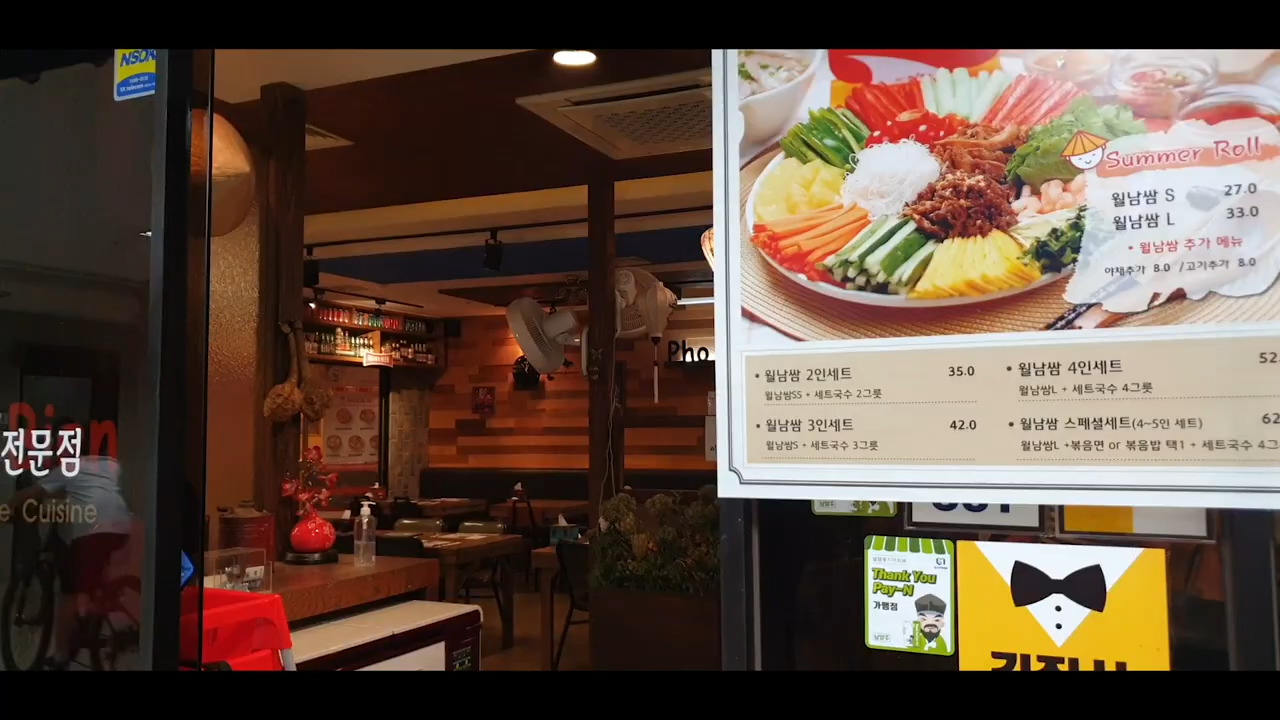 전문점
Cuisine
Pho
Summer Roll
월남쌈 S 27.0
월남쌈 L 33.0
• 월남쌈 추가 메뉴
야채추가 8.0 /고기추가 8.0
• 월남쌈 2인세트 35.0
월남쌈SS + 세트국수 2그릇
• 월남쌈 3인세트 42.0
월남쌈S + 세트국수 3그릇
• 월남쌈 4인세트 52
월남쌈L + 세트국수 4그릇
• 월남쌈 스페셜세트(4~5인 세트) 62
월남쌈L +볶음면 or 볶음밥 택1 + 세트국수 4그
Thank You
Pay-N
가맹점